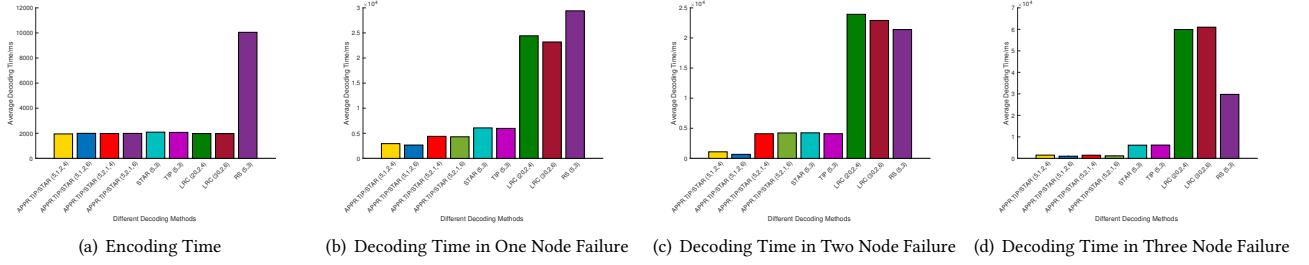 12000
10000
8000
6000
4000
2000
0
Average Decoding Time/ms
APPR.TIP/STAR (5,1,2,4)
APPR.TIP/STAR (5,1,2,6)
APPR.TIP/STAR (5,2,1,4)
APPR.TIP/STAR (5,2,1,6)
STAR (5,3)
TIP (5,3)
LRC (20,2,4)
LRC (30,2,6)
RS (5,3)
Different Decoding Methods
(a) Encoding Time
×10⁴
3
2.5
2
1.5
1
0.5
0
Average Decoding Time/ms
APPR.TIP/STAR (5,1,2,4)
APPR.TIP/STAR (5,1,2,6)
APPR.TIP/STAR (5,2,1,4)
APPR.TIP/STAR (5,2,1,6)
STAR (5,3)
TIP (5,3)
LRC (20,2,4)
LRC (30,2,6)
RS (5,3)
Different Decoding Methods
(b) Decoding Time in One Node Failure
×10⁴
2.5
2
1.5
1
0.5
0
Average Decoding Time/ms
APPR.TIP/STAR (5,1,2,4)
APPR.TIP/STAR (5,1,2,6)
APPR.TIP/STAR (5,2,1,4)
APPR.TIP/STAR (5,2,1,6)
STAR (5,3)
TIP (5,3)
LRC (20,2,4)
LRC (30,2,6)
RS (5,3)
Different Decoding Methods
(c) Decoding Time in Two Node Failure
×10⁴
7
6
5
4
3
2
1
0
Average Decoding Time/ms
APPR.TIP/STAR (5,1,2,4)
APPR.TIP/STAR (5,1,2,6)
APPR.TIP/STAR (5,2,1,4)
APPR.TIP/STAR (5,2,1,6)
STAR (5,3)
TIP (5,3)
LRC (20,2,4)
LRC (30,2,6)
RS (5,3)
Different Decoding Methods
(d) Decoding Time in Three Node Failure